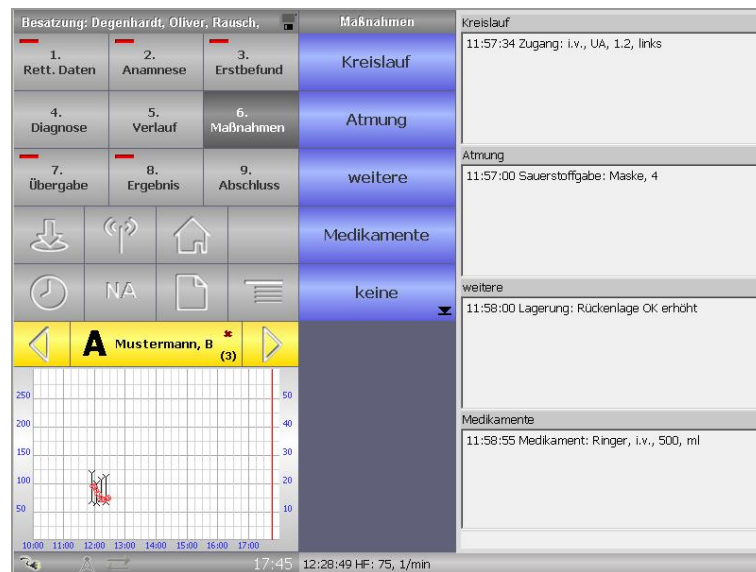 Besatzung: Degenhardt, Oliver, Rausch,
1.
Rett. Daten
2.
Anamnese
3.
Erstbefund
4.
Diagnose
5.
Verlauf
6.
Maßnahmen
7.
Übergabe
8.
Ergebnis
9.
Abschluss
NA
A Mustermann, B
(3)
250
200
150
100
50
50
40
30
20
10
10:00 11:00 12:00 13:00 14:00 15:00 16:00 17:00
17:45
Maßnahmen
Kreislauf
Atmung
weitere
Medikamente
keine
Kreislauf
11:57:34 Zugang: i.v., UA, 1.2, links
Atmung
11:57:00 Sauerstoffgabe: Maske, 4
weitere
11:58:00 Lagerung: Rückenlage OK erhöht
Medikamente
11:58:55 Medikament: Ringer, i.v., 500, ml
12:28:49 HF: 75, 1/min